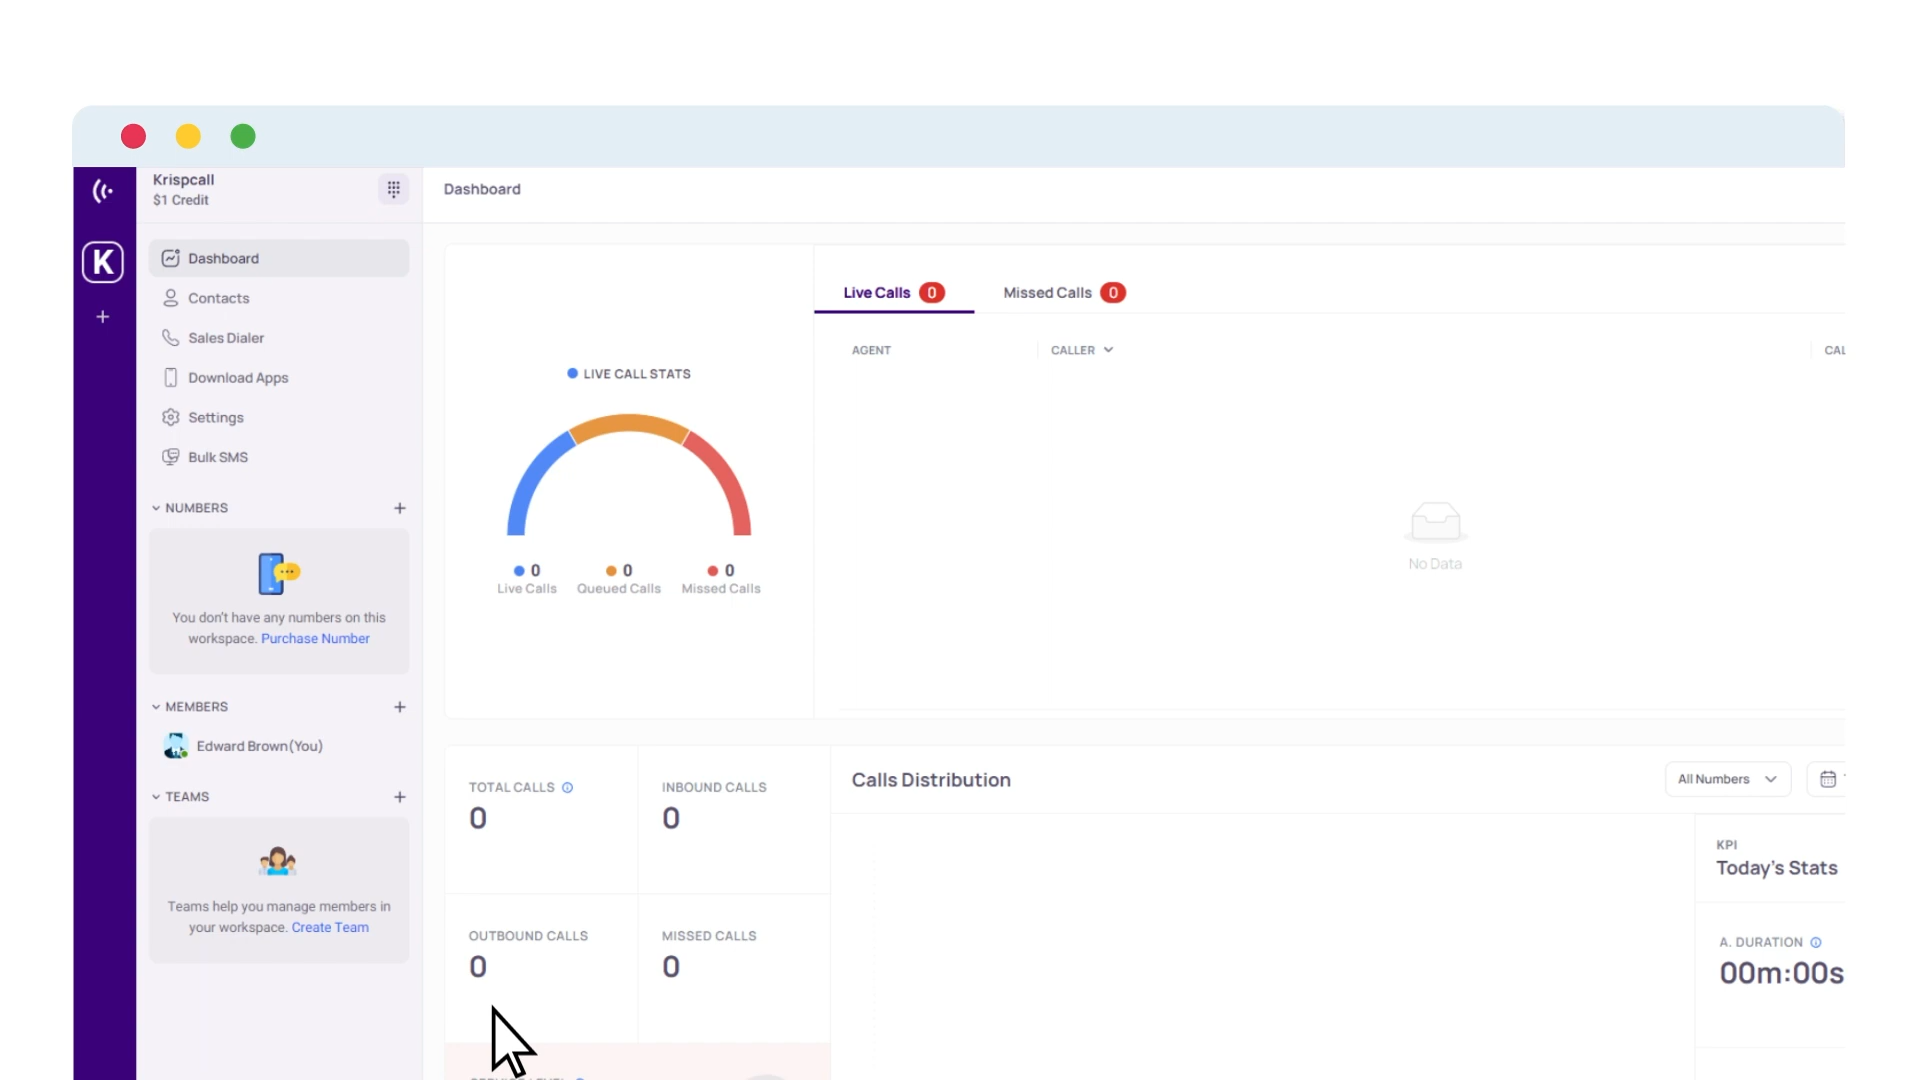 Krispcall
$1 Credit
Dashboard
K
Dashboard
Contacts
Sales Dialer
Download Apps
Settings
Bulk SMS
NUMBERS
You don't have any numbers on this
workspace. Purchase Number
MEMBERS
Edward Brown(You)
TEAMS
Teams help you manage members in
your workspace. Create Team
Live Calls 0
Missed Calls 0
AGENT
CALLER
CAL
LIVE CALL STATS
0
Live Calls
0
Queued Calls
0
Missed Calls
No Data
TOTAL CALLS
0
INBOUND CALLS
0
OUTBOUND CALLS
0
MISSED CALLS
0
Calls Distribution
All Numbers
KPI
Today's Stats
A. DURATION
00m:00s